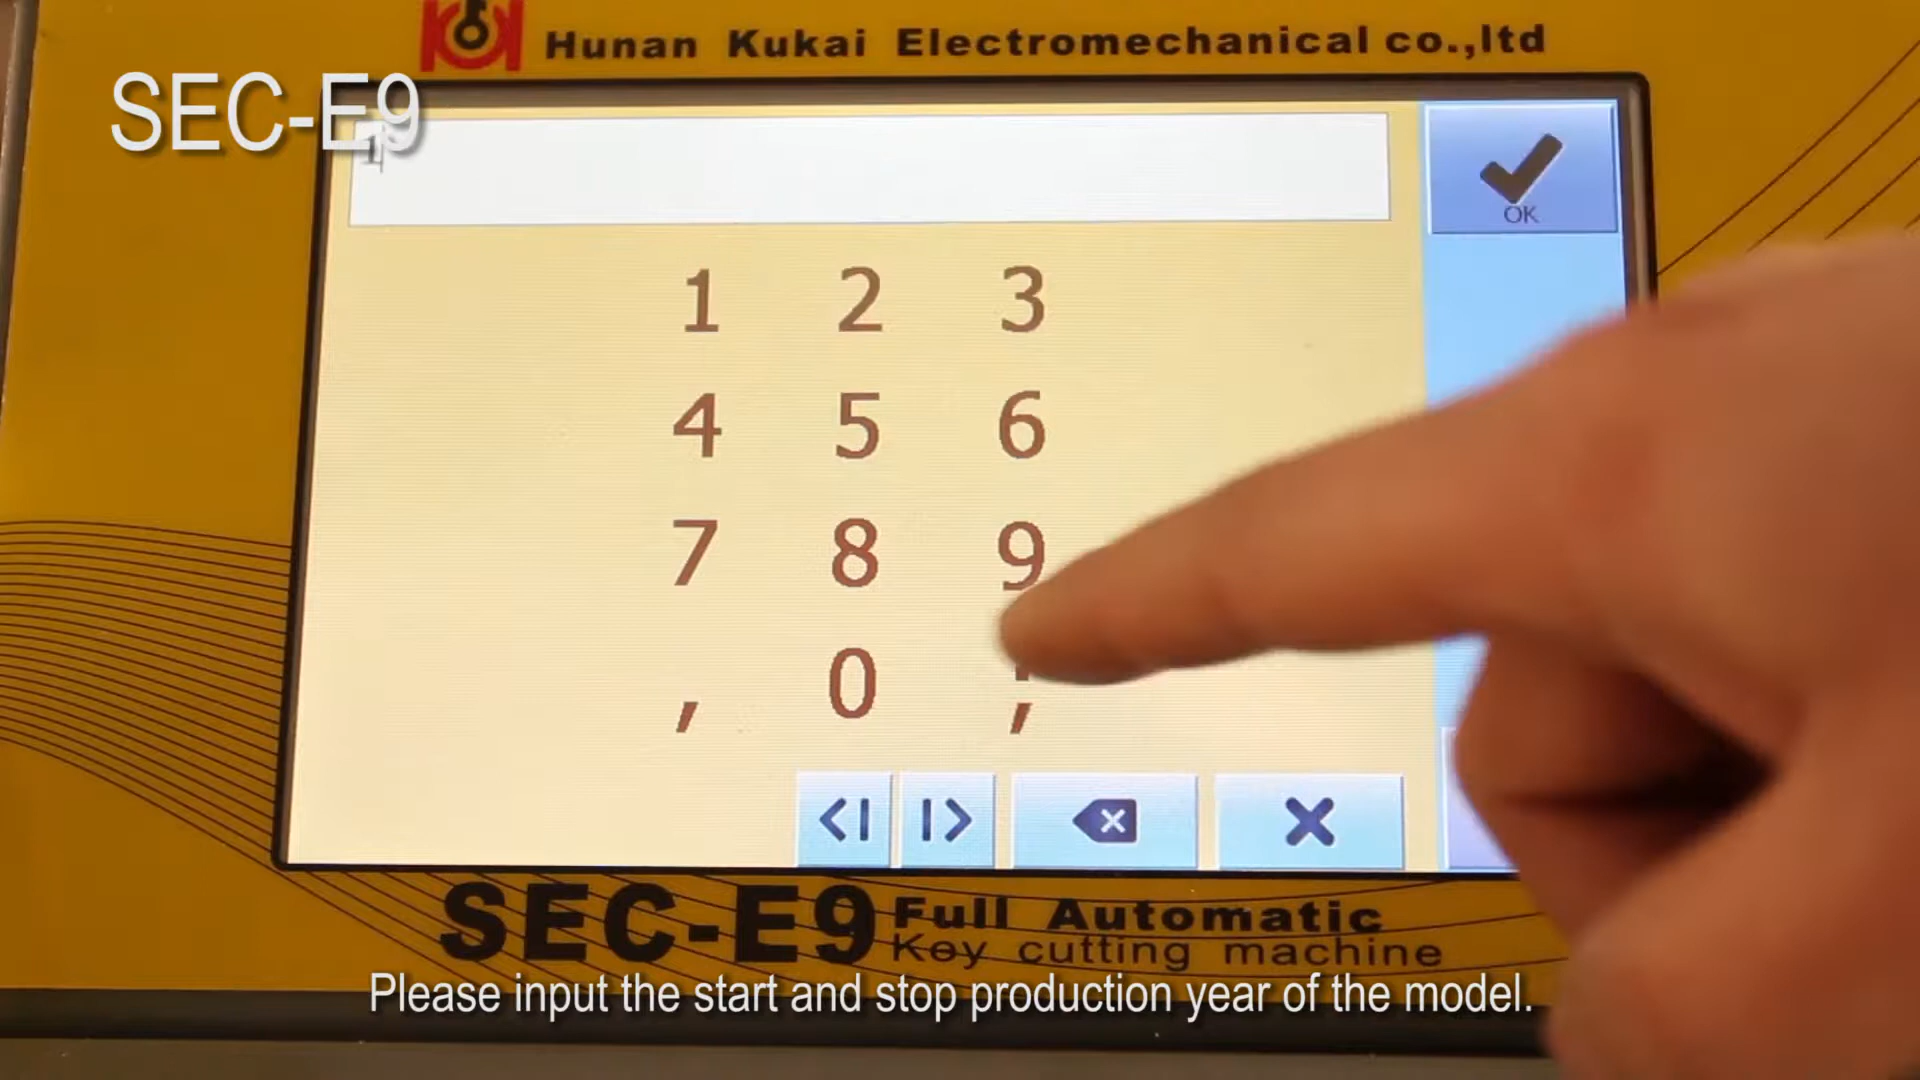 Hunan Kukai Electromechanical co.,ltd
SEC-E9
1
OK
1 2 3
4 5 6
7 8 9
, 0 ;
SEC-E9 Full Automatic
Key cutting machine
Please input the start and stop production year of the model.